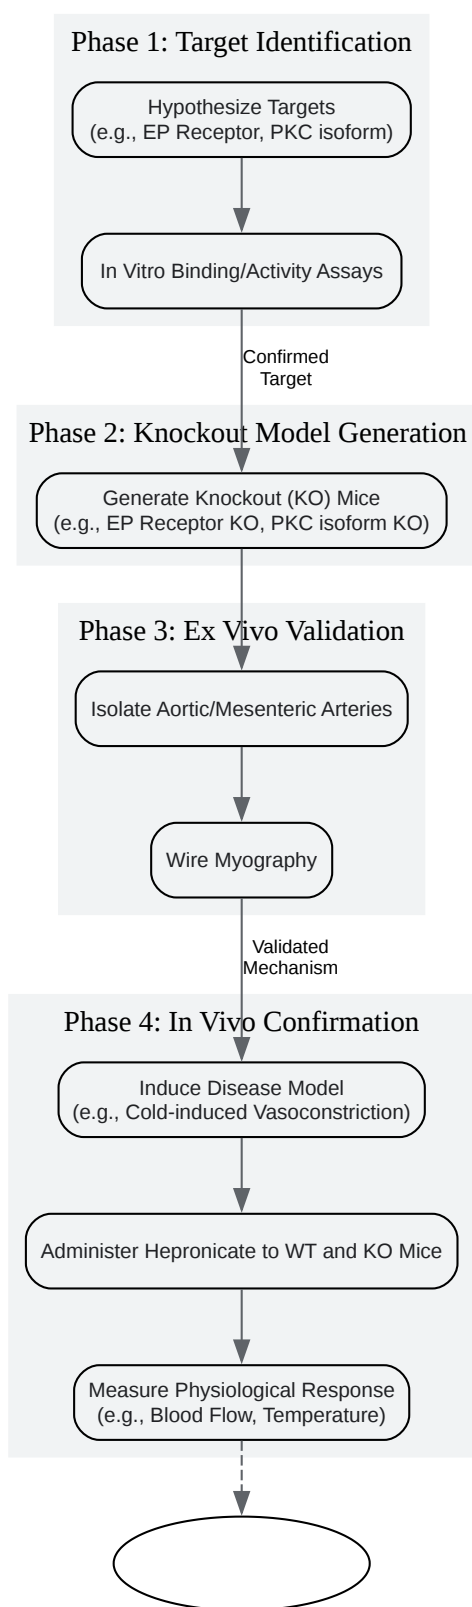 Phase 1: Target Identification
Hypothesize Targets
(e.g., EP Receptor, PKC isoform)
In Vitro Binding/Activity Assays
Confirmed
Target
Phase 2: Knockout Model Generation
Generate Knockout (KO) Mice
(e.g., EP Receptor KO, PKC isoform KO)
Phase 3: Ex Vivo Validation
Isolate Aortic/Mesenteric Arteries
Wire Myography
Validated
Mechanism
Phase 4: In Vivo Confirmation
Induce Disease Model
(e.g., Cold-induced Vasoconstriction)
Administer Hepronicate to WT and KO Mice
Measure Physiological Response
(e.g., Blood Flow, Temperature)